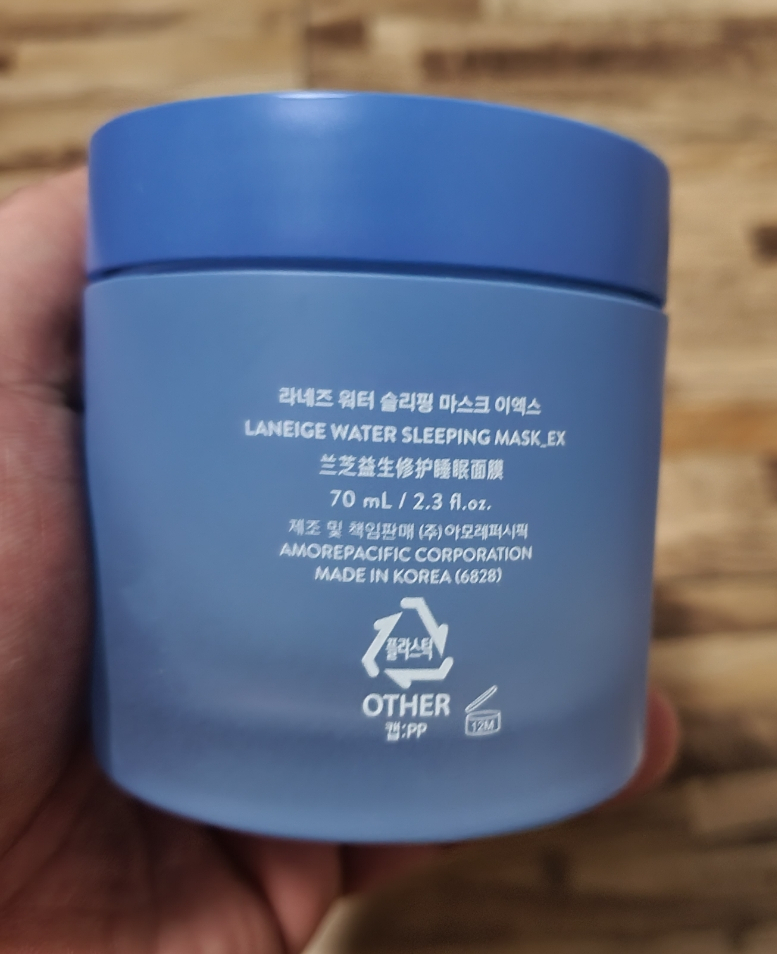 라네즈 워터 슬리핑 마스크 이엑스
LANEIGE WATER SLEEPING MASK_EX
兰芝益生修护睡眠面膜
70 mL / 2.3 fl.oz.
제조 및 책임판매 (주)아모레퍼시픽
AMOREPACIFIC CORPORATION
MADE IN KOREA (6828)
플라스틱
OTHER
캡:PP
12M